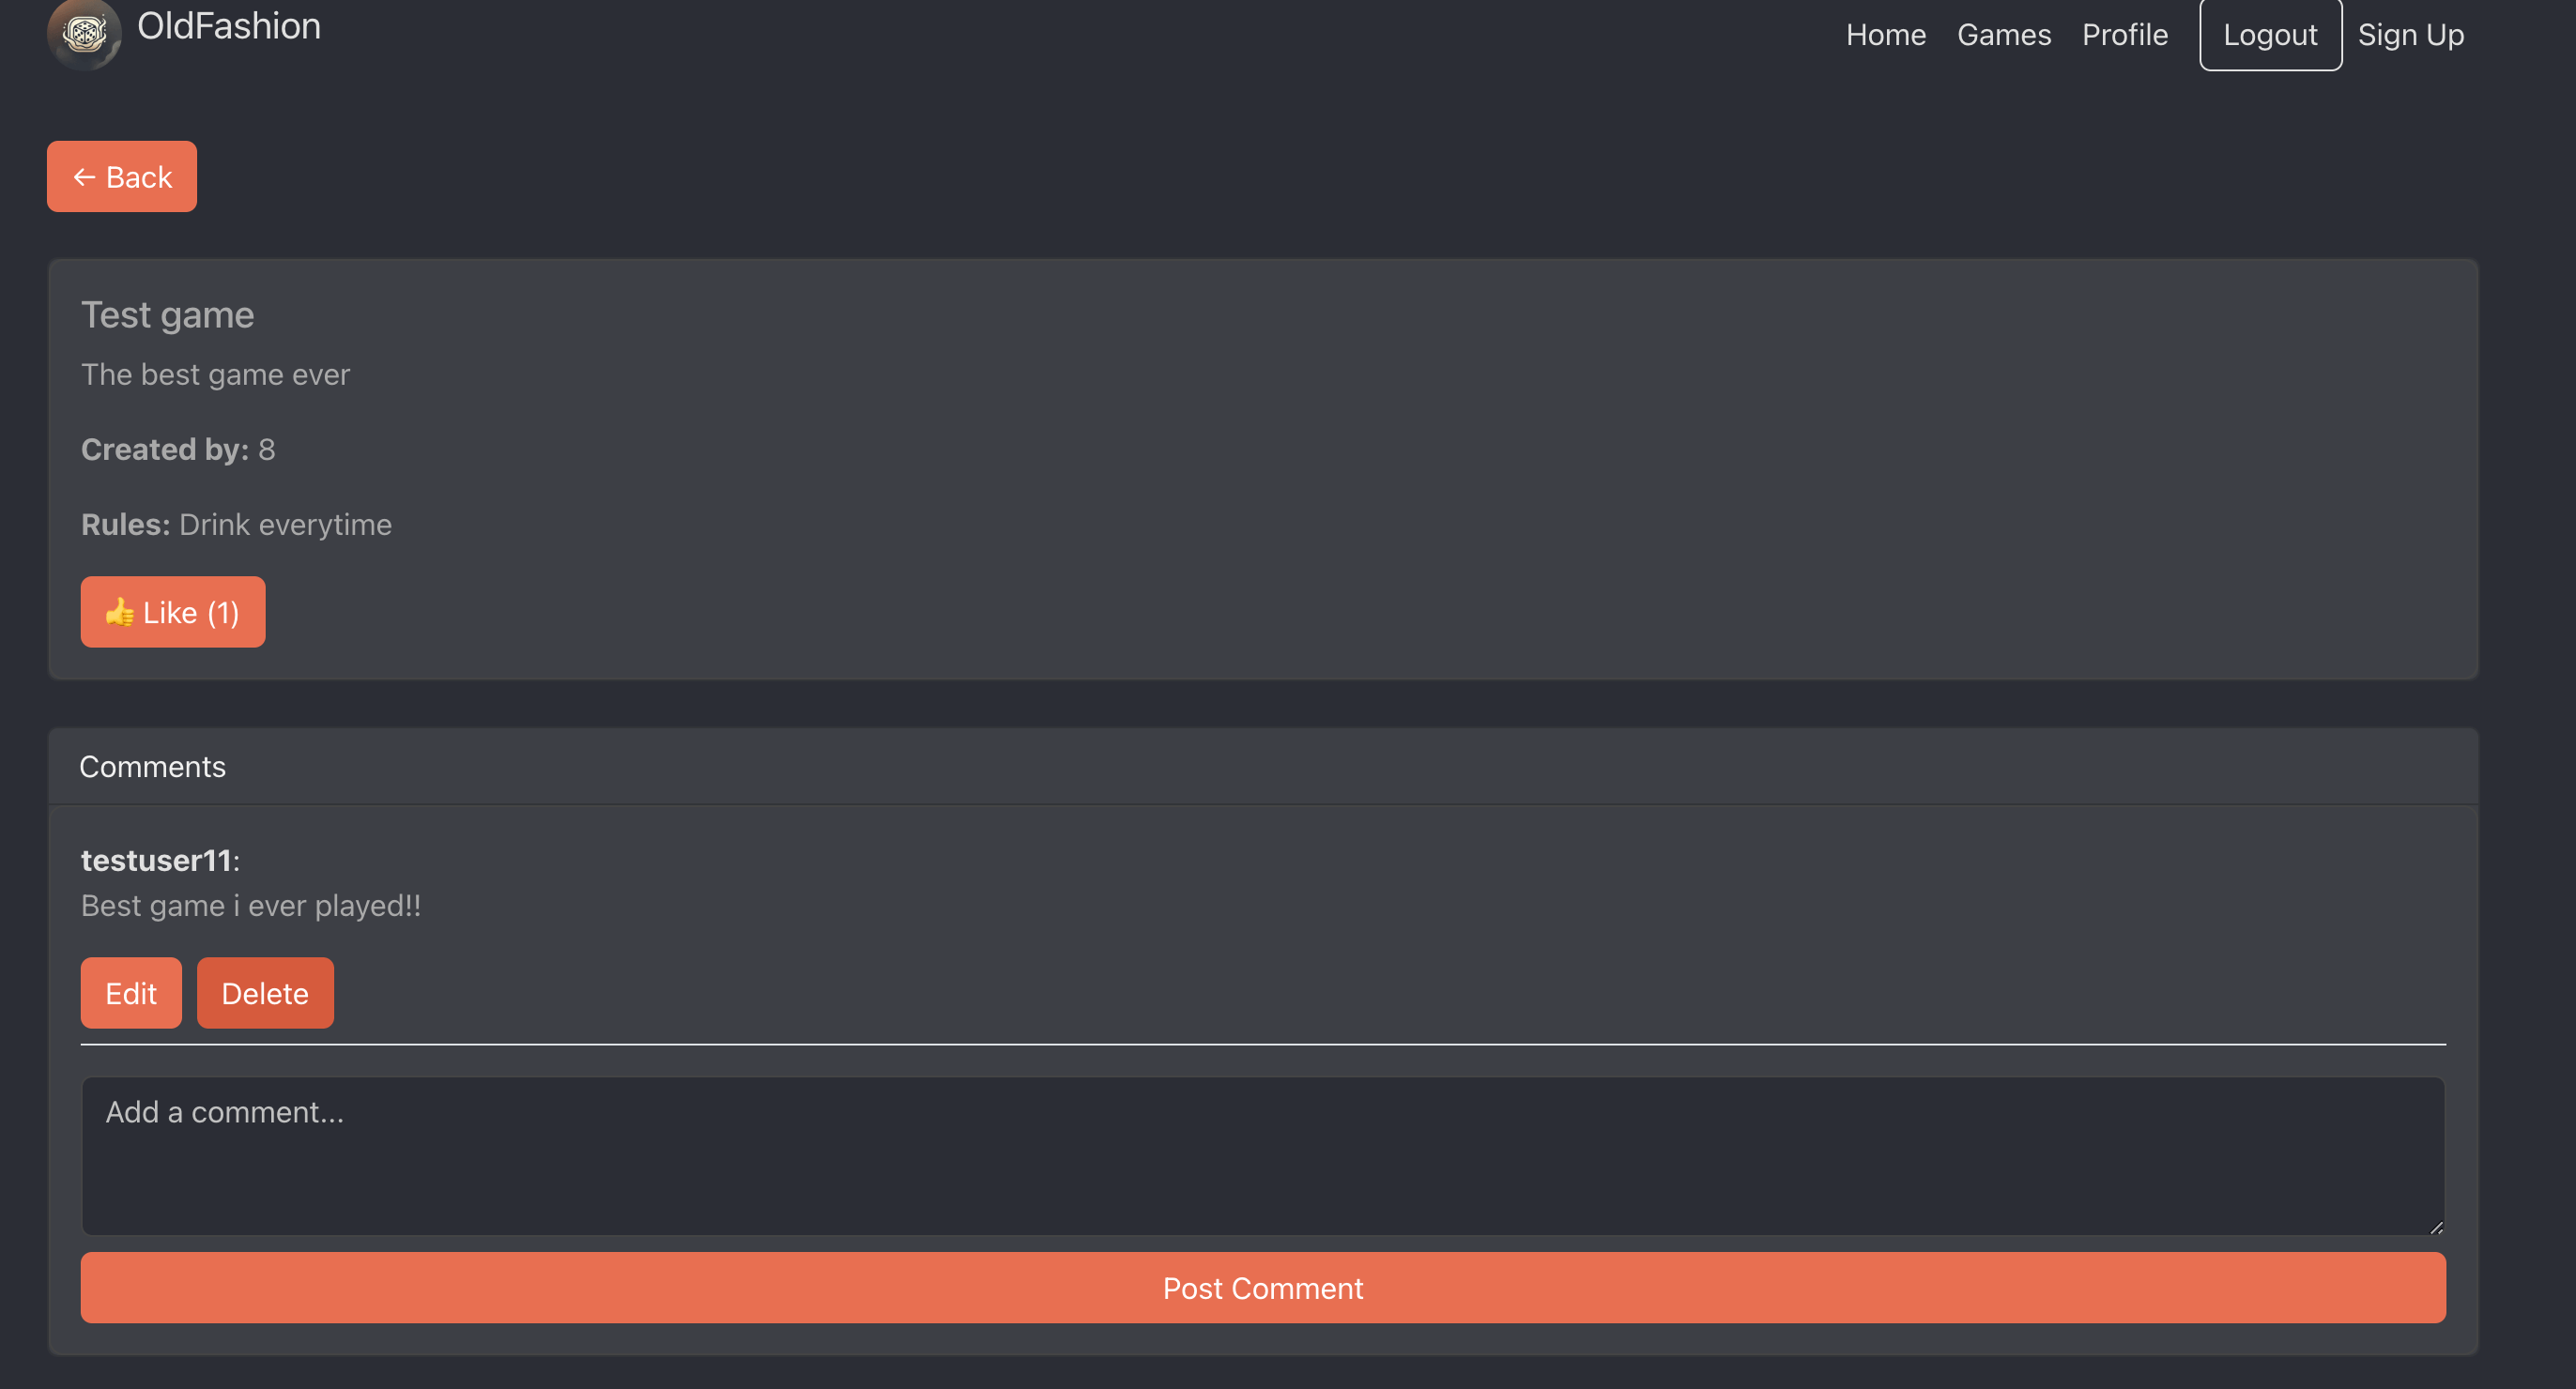 OldFashion
Home Games Profile Logout Sign Up
← Back
Test game
The best game ever
Created by: 8
Rules: Drink everytime
👍 Like (1)
Comments
testuser11:
Best game i ever played!!
Edit Delete
Add a comment...
Post Comment